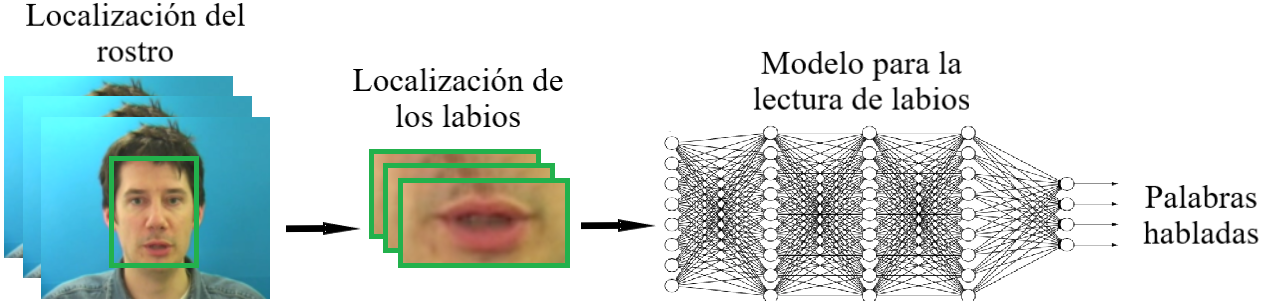 Localización del
rostro
Localización de
los labios
Modelo para la
lectura de labios
Palabras
habladas